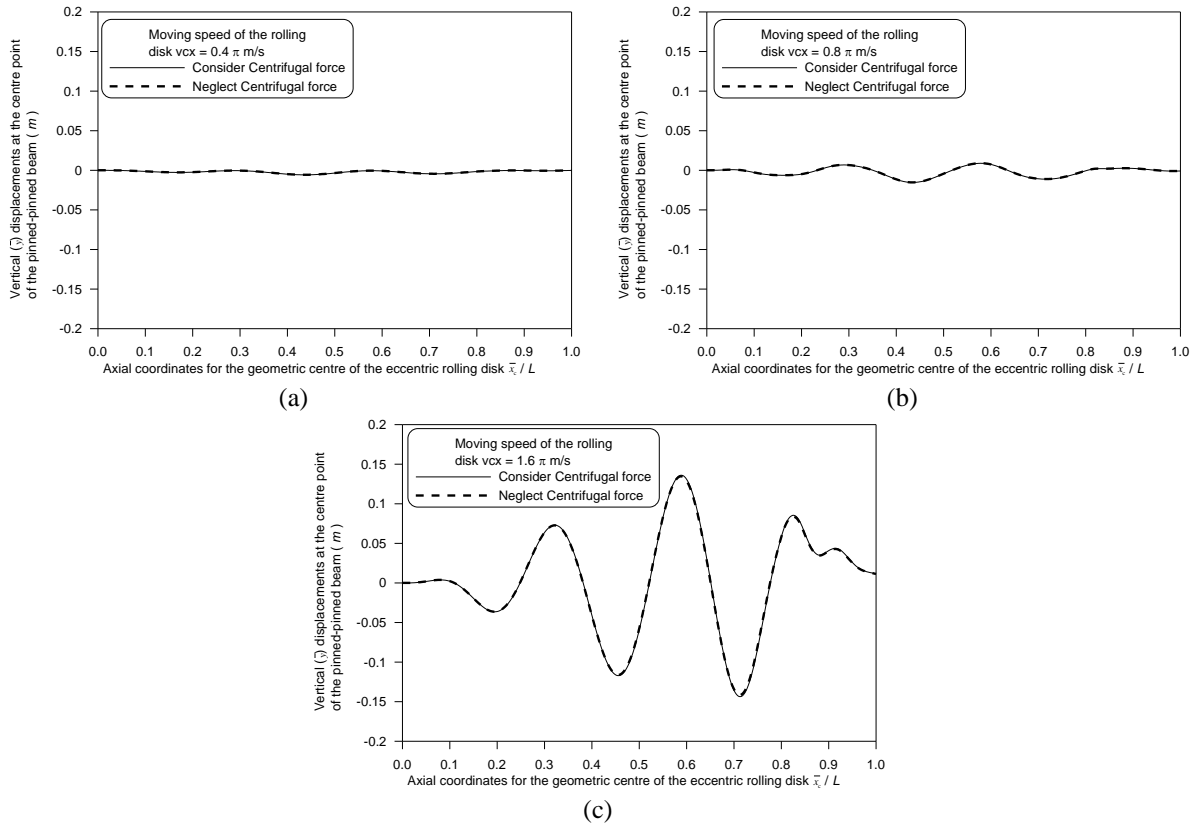 0.2
0.15
0.1
0.05
0
-0.05
-0.1
-0.15
-0.2
Vertical (y) displacements at the centre point
of the pinned-pinned beam ( m )
Moving speed of the rolling
disk vcx = 0.4 π m/s
Consider Centrifugal force
Neglect Centrifugal force
0.0 0.1 0.2 0.3 0.4 0.5 0.6 0.7 0.8 0.9 1.0
Axial coordinates for the geometric centre of the eccentric rolling disk x̄c / L
(a)
0.2
0.15
0.1
0.05
0
-0.05
-0.1
-0.15
-0.2
Vertical (y) displacements at the centre point
of the pinned-pinned beam ( m )
Moving speed of the rolling
disk vcx = 0.8 π m/s
Consider Centrifugal force
Neglect Centrifugal force
0.0 0.1 0.2 0.3 0.4 0.5 0.6 0.7 0.8 0.9 1.0
Axial coordinates for the geometric centre of the eccentric rolling disk x̄c / L
(b)
0.2
0.15
0.1
0.05
0
-0.05
-0.1
-0.15
-0.2
Vertical (y) displacements at the centre point
of the pinned-pinned beam ( m )
Moving speed of the rolling
disk vcx = 1.6 π m/s
Consider Centrifugal force
Neglect Centrifugal force
0.0 0.1 0.2 0.3 0.4 0.5 0.6 0.7 0.8 0.9 1.0
Axial coordinates for the geometric centre of the eccentric rolling disk x̄c / L
(c)